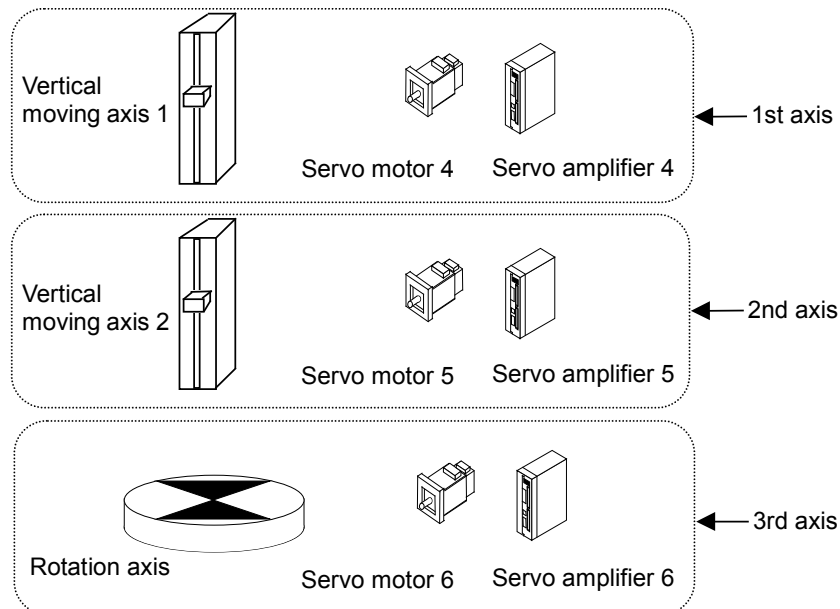 Vertical
moving axis 1
Servo motor 4
Servo amplifier 4
1st axis
Vertical
moving axis 2
Servo motor 5
Servo amplifier 5
2nd axis
Rotation axis
Servo motor 6
Servo amplifier 6
3rd axis